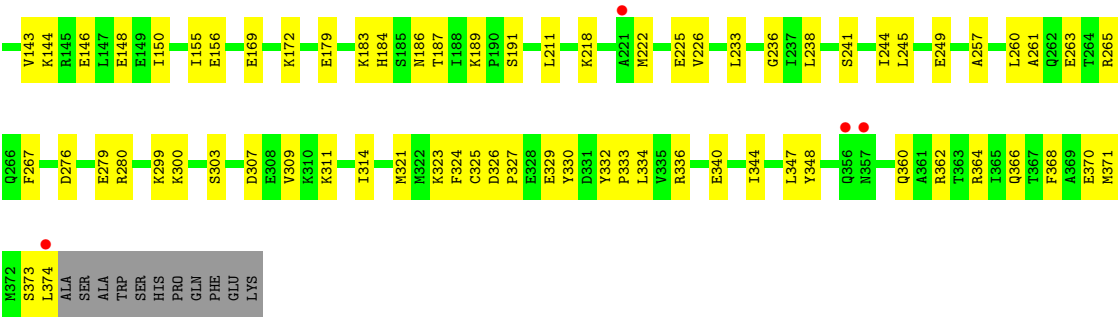 V143 K144 R145 E146 L147 E148 E149 I150 I155 E156 E169 K172 E179 K183 H184 S185 N186 T187 I188 K189 P190 S191 L211 K218 A221 M222 E225 V226 L233 G236 I237 L238 S241 I244 L245 E249 A257 L260 A261 Q262 E263 T264 R265
Q266 F267 D276 E279 R280 K299 K300 S303 D307 E308 V309 K310 K311 I314 M321 M322 K323 F324 C325 D326 P327 E328 E329 Y330 D331 Y332 P333 L334 V335 R336 E340 I344 L347 Y348 Q356 N357 Q360 A361 R362 T363 R364 I365 Q366 T367 F368 A369 E370 M371
M372 S373 L374 ALA SER ALA TRP SER HIS PRO GLN PHE GLU LYS